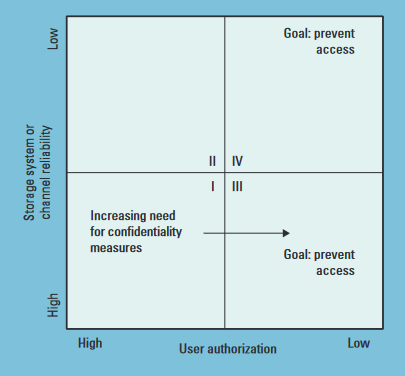 Low
Goal: prevent
access
Storage system or
channel reliability
II IV
I III
Increasing need
for confidentiality
measures
Goal: prevent
access
High
High
User authorization
Low